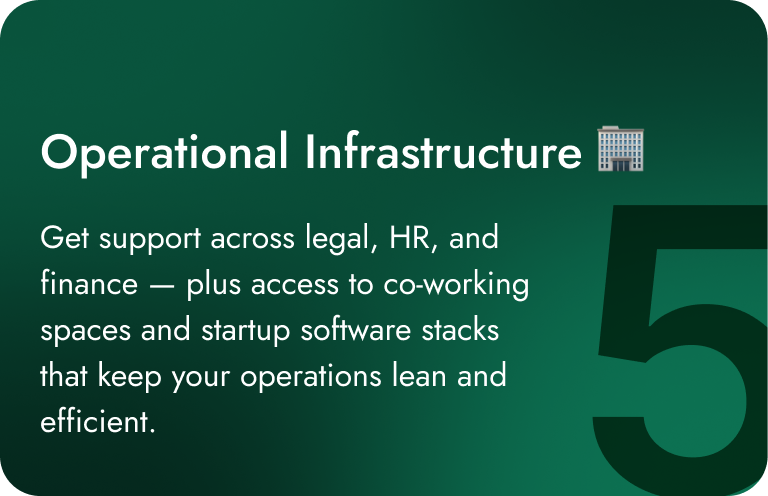 Operational Infrastructure 🏢
Get support across legal, HR, and
finance — plus access to co-working
spaces and startup software stacks
that keep your operations lean and
efficient.
5